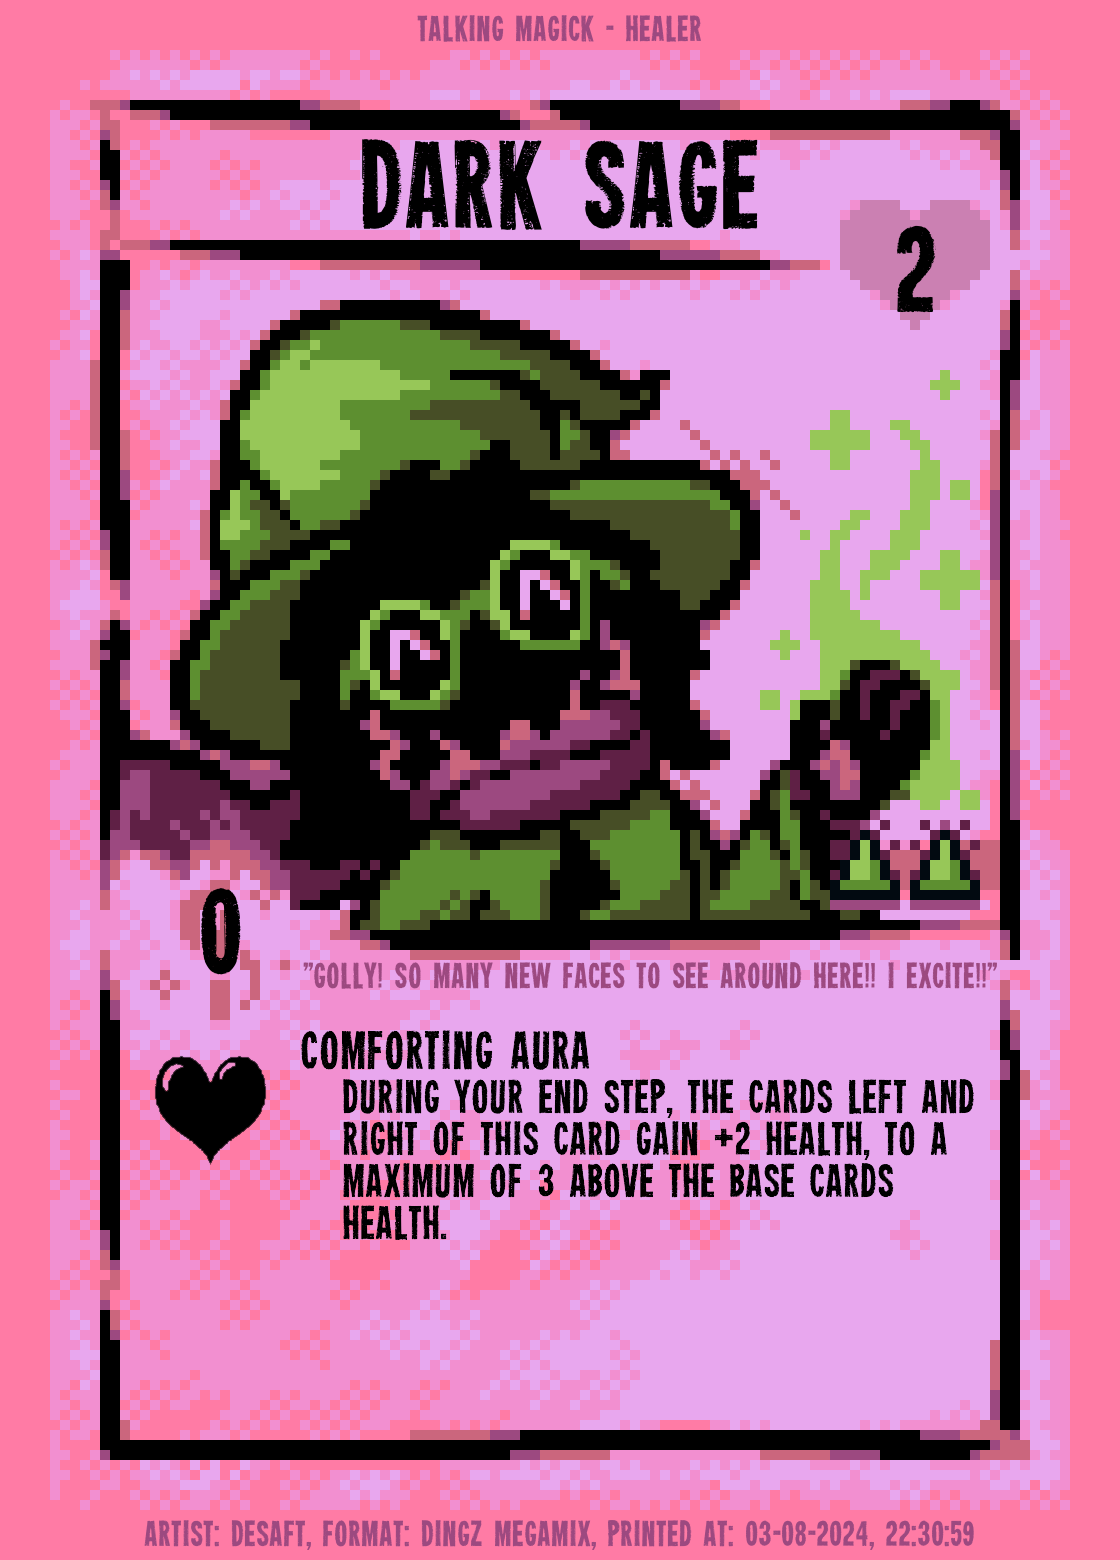 TALKING MAGICK - HEALER
DARK SAGE
2
0
"GOLLY! SO MANY NEW FACES TO SEE AROUND HERE!! I EXCITE!!"
COMFORTING AURA
DURING YOUR END STEP, THE CARDS LEFT AND
RIGHT OF THIS CARD GAIN +2 HEALTH, TO A
MAXIMUM OF 3 ABOVE THE BASE CARDS
HEALTH.
ARTIST: DESAFT, FORMAT: DINGZ MEGAMIX, PRINTED AT: 03-08-2024, 22:30:59